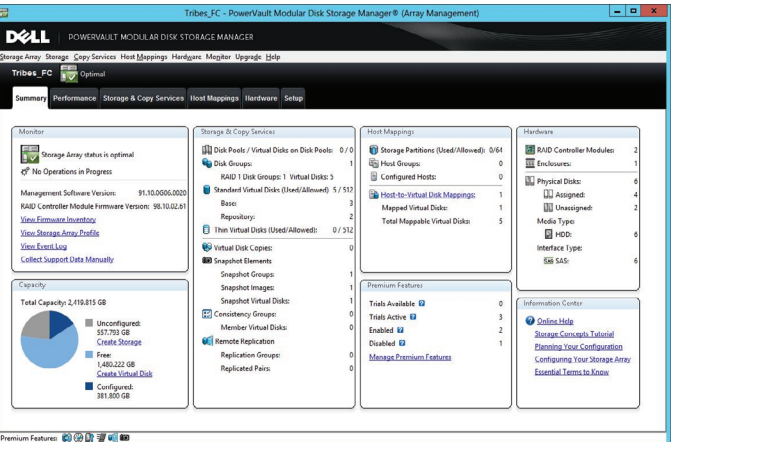 Tribes_FC - PowerVault Modular Disk Storage Manager® (Array Management)
DELL | POWERVAULT MODULAR DISK STORAGE MANAGER
Storage Array Storage Copy Services Host Mappings Hardware Monitor Upgrade Help
Tribes_FC Optimal
Summary Performance Storage & Copy Services Host Mappings Hardware Setup
Monitor
Storage Array status is optimal
No Operations in Progress
Management Software Version: 91.10.0G06.0020
RAID Controller Module Firmware Version: 98.10.02.61
View Firmware Inventory
View Storage Array Profile
View Event Log
Collect Support Data Manually
Capacity
Total Capacity: 2,419.815 GB
Unconfigured:
557.793 GB
Create Storage
Free:
1,480.222 GB
Create Virtual Disk
Configured:
381.800 GB
Storage & Copy Services
Disk Pools / Virtual Disks on Disk Pools: 0 / 0
Disk Groups: 1
RAID 1 Disk Groups: 1 Virtual Disks: 5
Standard Virtual Disks (Used/Allowed) 5 / 512
Base: 3
Repository: 2
Thin Virtual Disks (Used/Allowed): 0 / 512
Virtual Disk Copies: 0
Snapshot Elements
Snapshot Groups: 1
Snapshot Images: 1
Snapshot Virtual Disks: 1
Consistency Groups: 0
Member Virtual Disks: 0
Remote Replication
Replication Groups: 0
Replicated Pairs: 0
Host Mappings
Storage Partitions (Used/Allowed): 0/64
Host Groups: 0
Configured Hosts: 0
Host-to-Virtual Disk Mappings: 1
Mapped Virtual Disks: 1
Total Mappable Virtual Disks: 5
Premium Features
Trials Available 0
Trials Active 3
Enabled 2
Disabled 1
Manage Premium Features
Hardware
RAID Controller Modules: 2
Enclosures: 1
Physical Disks: 6
Assigned: 4
Unassigned: 2
Media Type:
HDD: 6
Interface Type:
SAS SAS: 6
Information Center
Online Help
Storage Concepts Tutorial
Planning Your Configuration
Configuring Your Storage Array
Essential Terms to Know
Premium Features: